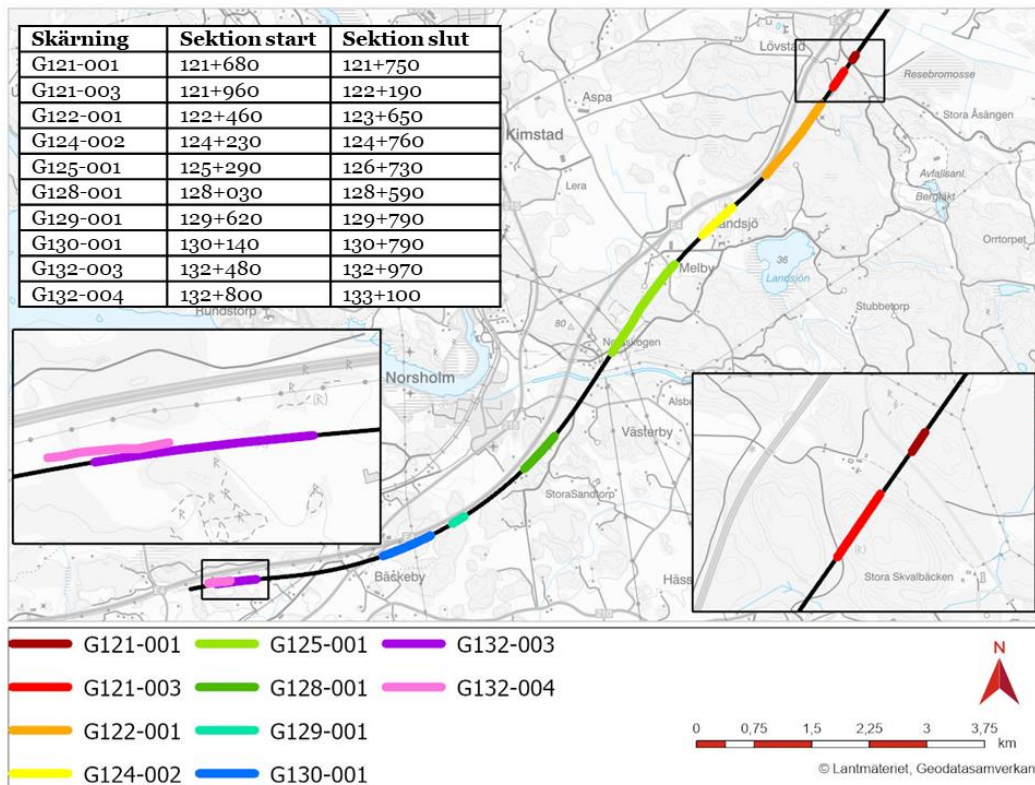 Skärning Sektion start Sektion slut
G121-001 121+680 121+750
G121-003 121+960 122+190
G122-001 122+460 123+650
G124-002 124+230 124+760
G125-001 125+290 126+730
G128-001 128+030 128+590
G129-001 129+620 129+790
G130-001 130+140 130+790
G132-003 132+480 132+970
G132-004 132+800 133+100
Lövstad
Resebromosse
Aspa
Stora Åsängen
Kimstad
Lera
Avfallsanl.
Bergtäkt
Orrtorpet
Melby
36
Landsjön
Stubbetorp
80
Norsholm
Västerby
Stora Sandtorp
Bäckeby
Stora Skvalbäcken
G121-001 G125-001 G132-003
G121-003 G128-001 G132-004
G122-001 G129-001
G124-002 G130-001
N
0 0,75 1,5 2,25 3 3,75
km
© Lantmäteriet, Geodatasamverkan